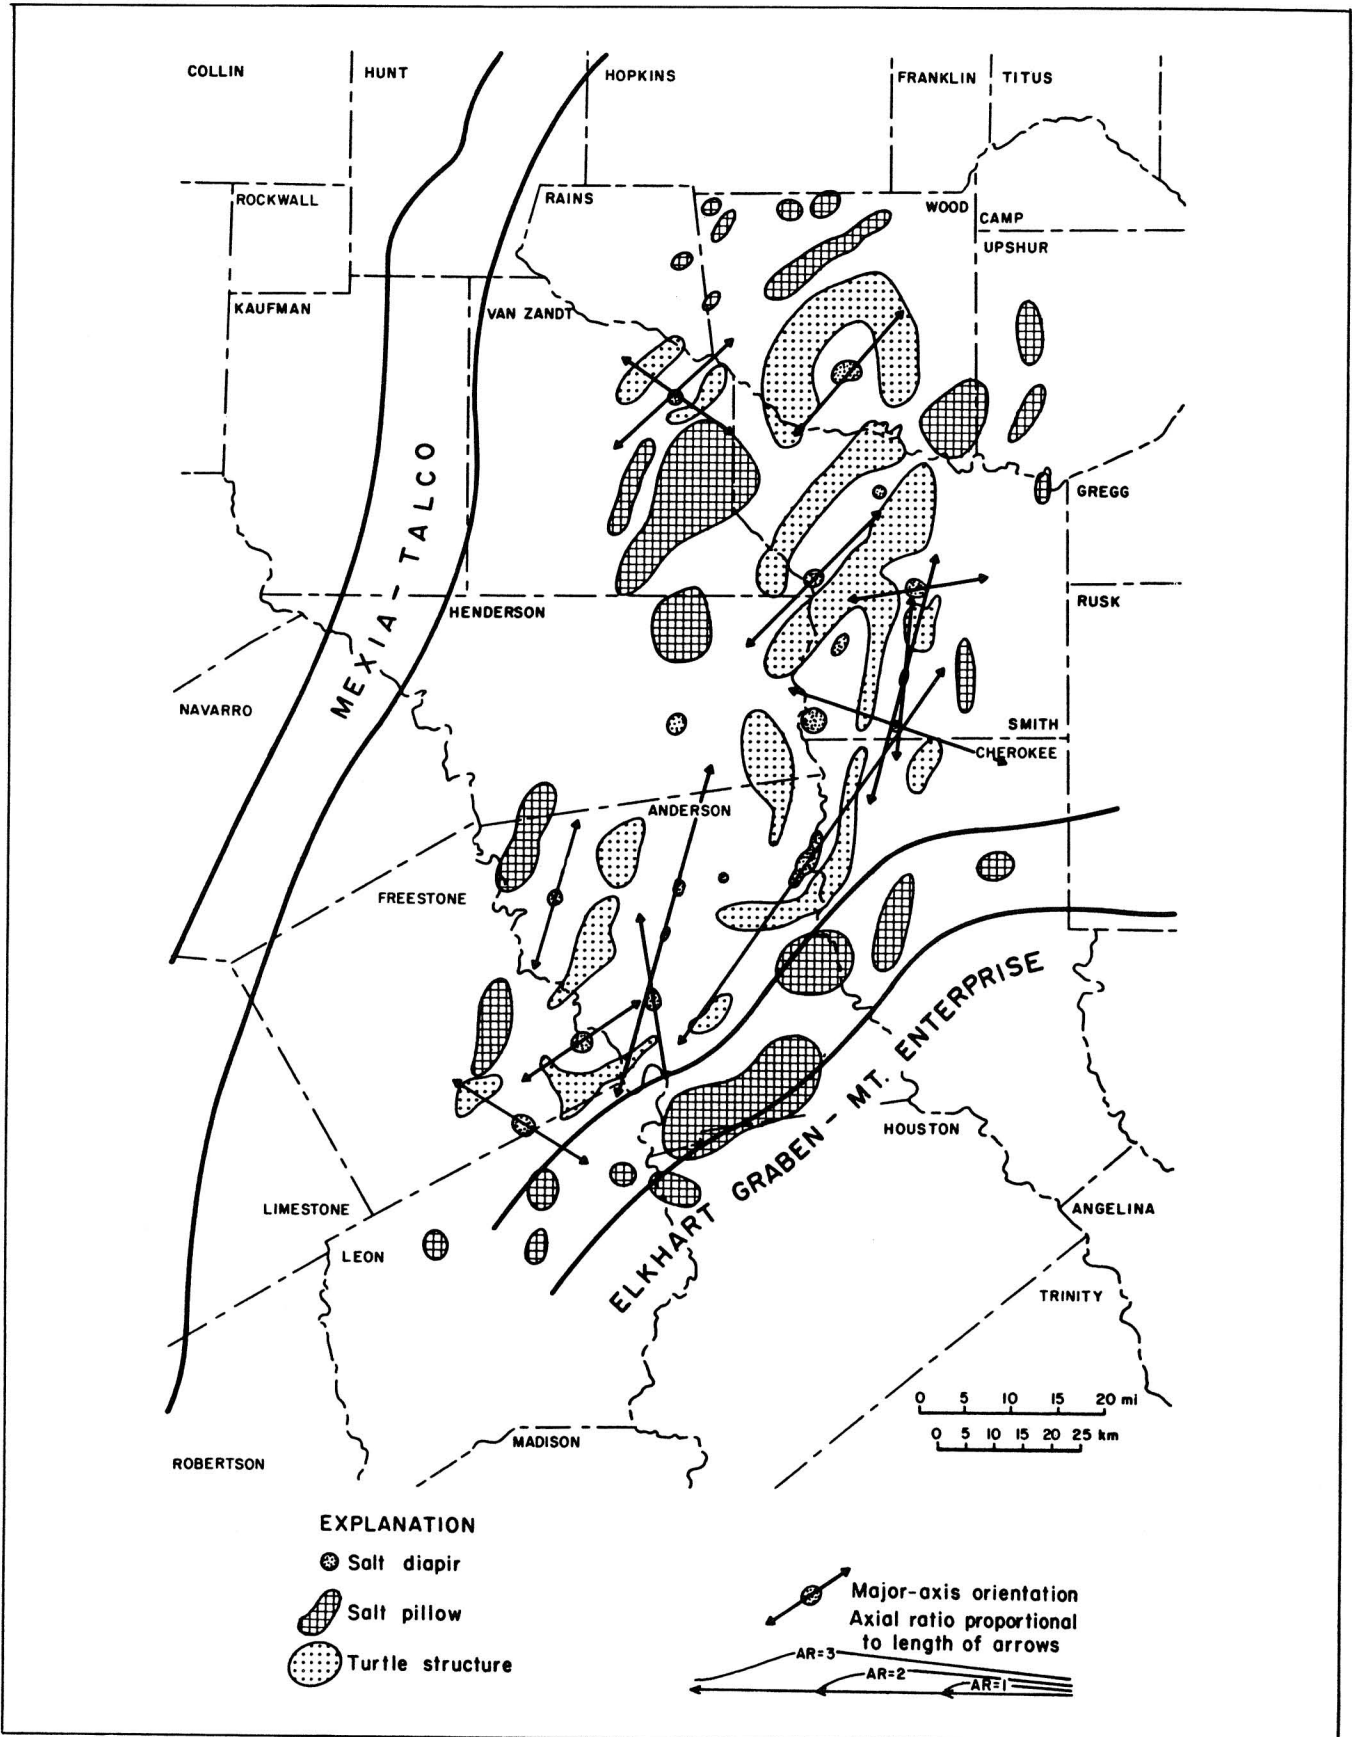 COLLIN
HUNT
HOPKINS
FRANKLIN
TITUS
ROCKWALL
RAINS
WOOD
CAMP
UPSHUR
KAUFMAN
VAN ZANDT
MEXIA - TALCO
GREGG
HENDERSON
RUSK
NAVARRO
SMITH
CHEROKEE
ANDERSON
FREESTONE
ELKHART GRABEN - MT. ENTERPRISE
HOUSTON
LIMESTONE
ANGELINA
LEON
TRINITY
0 5 10 15 20 mi
0 5 10 15 20 25 km
MADISON
ROBERTSON
EXPLANATION
Salt diapir
Salt pillow
Turtle structure
Major-axis orientation
Axial ratio proportional
to length of arrows
AR=3
AR=2
AR=1